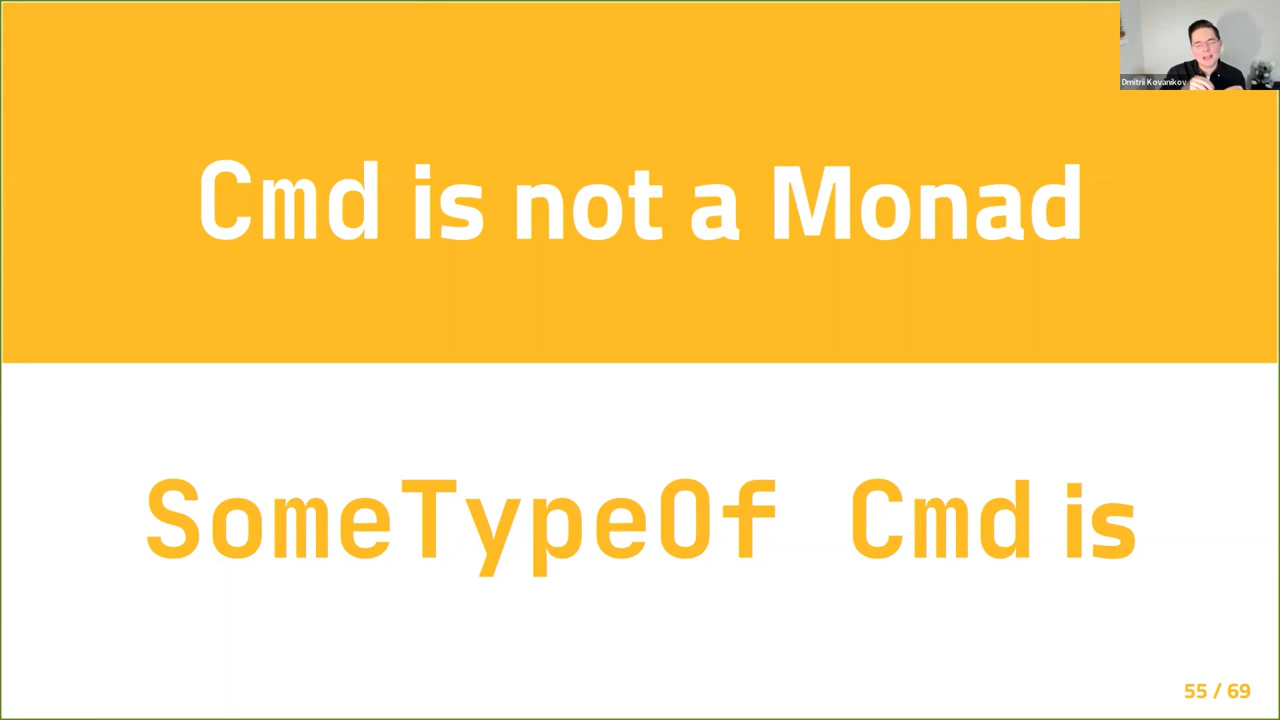 Dmitrii Kovanikov
Cmd is not a Monad
SomeTypeOf Cmd is
55 / 69